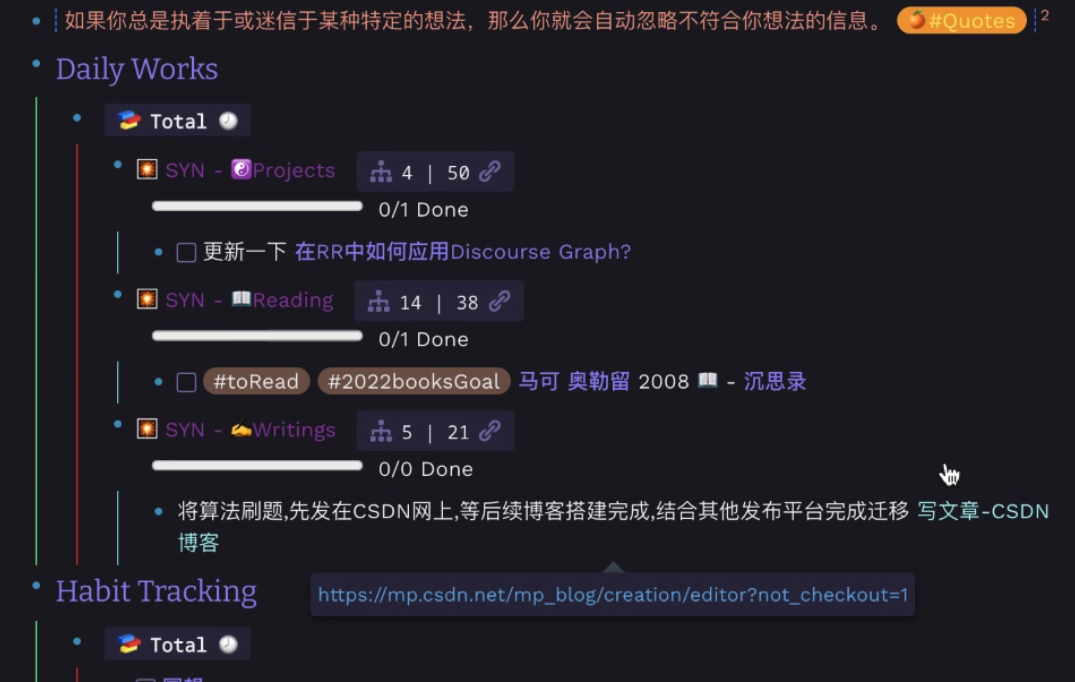 如果你总是执着于或迷信于某种特定的想法，那么你就会自动忽略不符合你想法的信息。 #Quotes 2
Daily Works
Total
SYN - Projects 4 | 50
0/1 Done
更新一下 在RR中如何应用Discourse Graph?
SYN - Reading 14 | 38
0/1 Done
#toRead #2022booksGoal 马可 奥勒留 2008 - 沉思录
SYN - Writings 5 | 21
0/0 Done
将算法刷题,先发在CSDN网上,等后续博客搭建完成,结合其他发布平台完成迁移 写文章-CSDN
博客
https://mp.csdn.net/mp_blog/creation/editor?not_checkout=1
Habit Tracking
Total